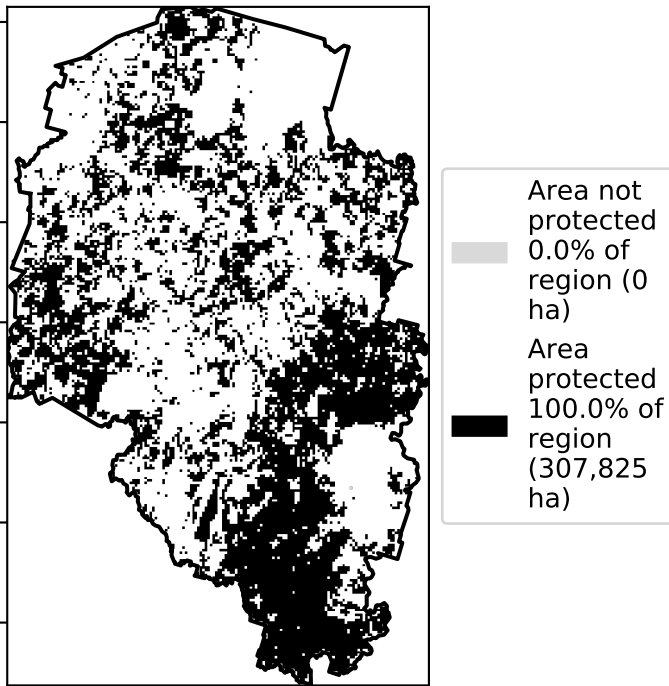 Area not
protected
0.0% of
region (0
ha)
Area
protected
100.0% of
region
(307,825
ha)